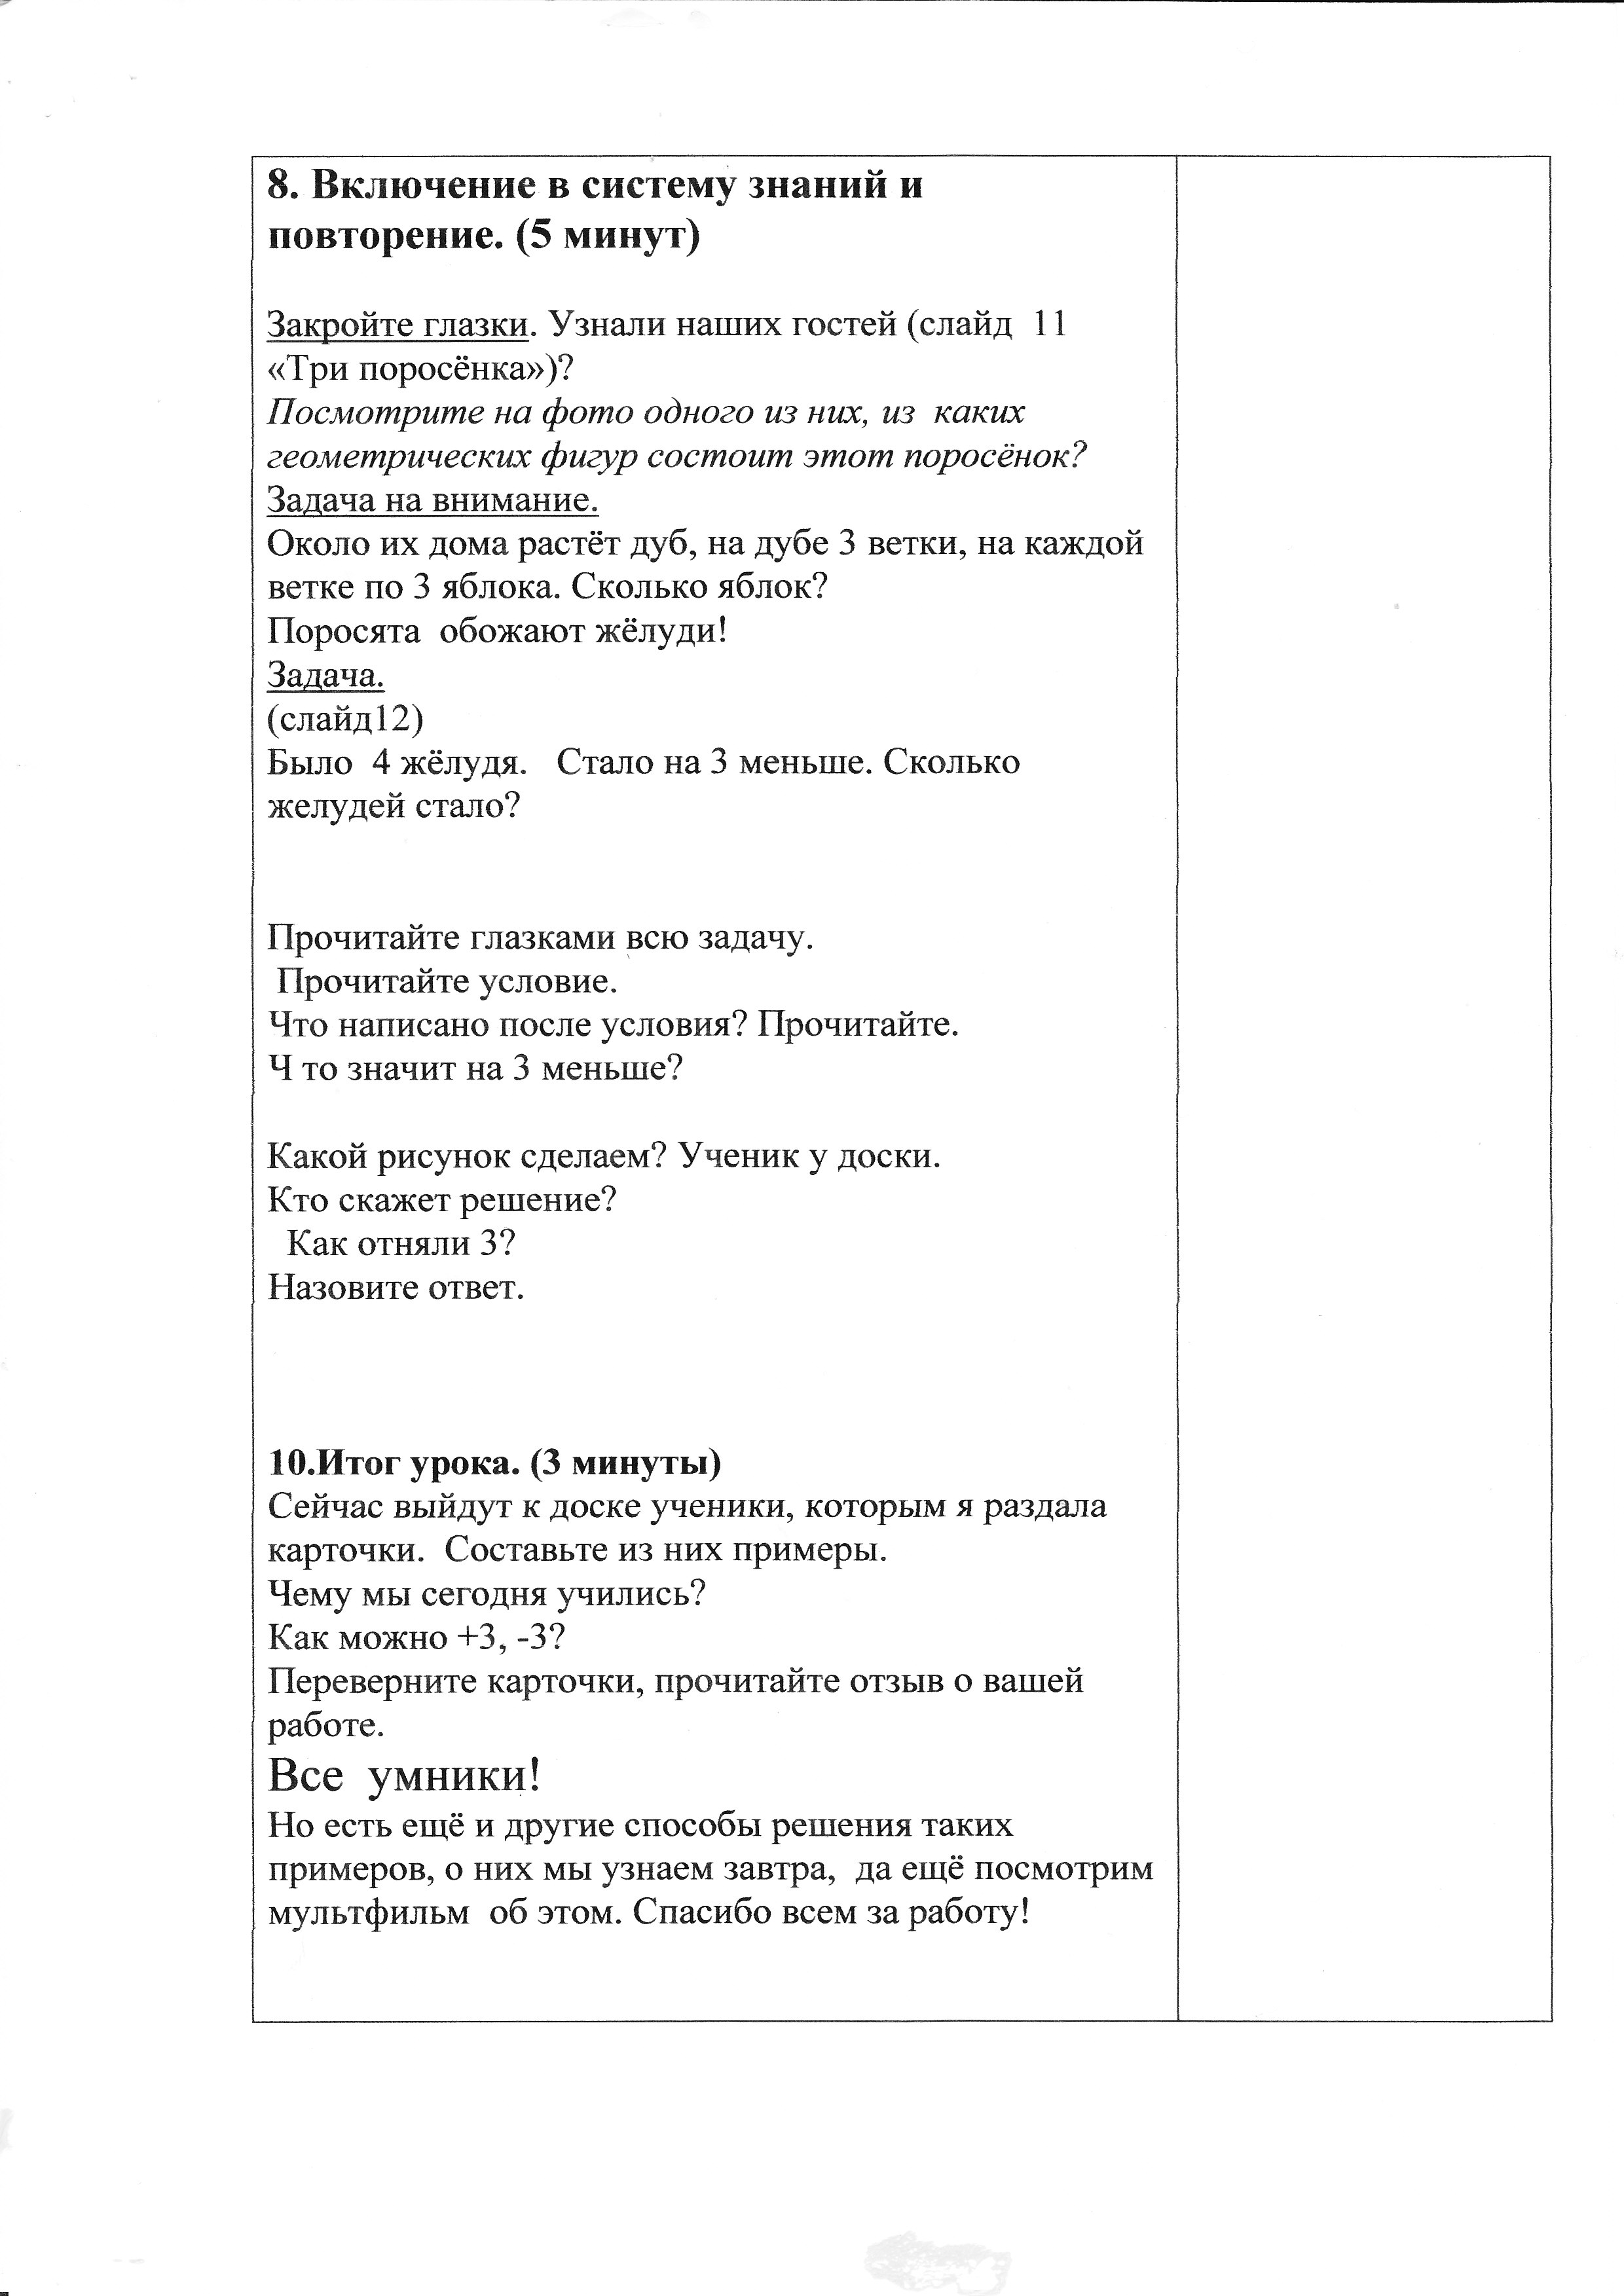 8. Включение в систему знаний и
повторение. (5 минут)
Закройте глазки. Узнали наших гостей (слайд  11
«Три поросёнка»)?
Посмотрите на фото одного из них, из  каких
геометрических фигур состоит этот поросёнок?
Задача на внимание.
Около их дома растёт дуб, на дубе 3 ветки, на каждой
ветке по 3 яблока. Сколько яблок?
Поросята  обожают жёлуди!
Задача.
(слайд12)
Было  4 жёлудя.   Стало на 3 меньше. Сколько
желудей стало?
Прочитайте глазками всю задачу.
Прочитайте условие.
Что написано после условия? Прочитайте.
Ч то значит на 3 меньше?
Какой рисунок сделаем? Ученик у доски.
Кто скажет решение?
Как отняли 3?
Назовите ответ.
10.Итог урока. (3 минуты)
Сейчас выйдут к доске ученики, которым я раздала
карточки.  Составьте из них примеры.
Чему мы сегодня учились?
Как можно +3, -3?
Переверните карточки, прочитайте отзыв о вашей
работе.
Все  умники!
Но есть ещё и другие способы решения таких
примеров, о них мы узнаем завтра,  да ещё посмотрим
мультфильм  об этом. Спасибо всем за работу!